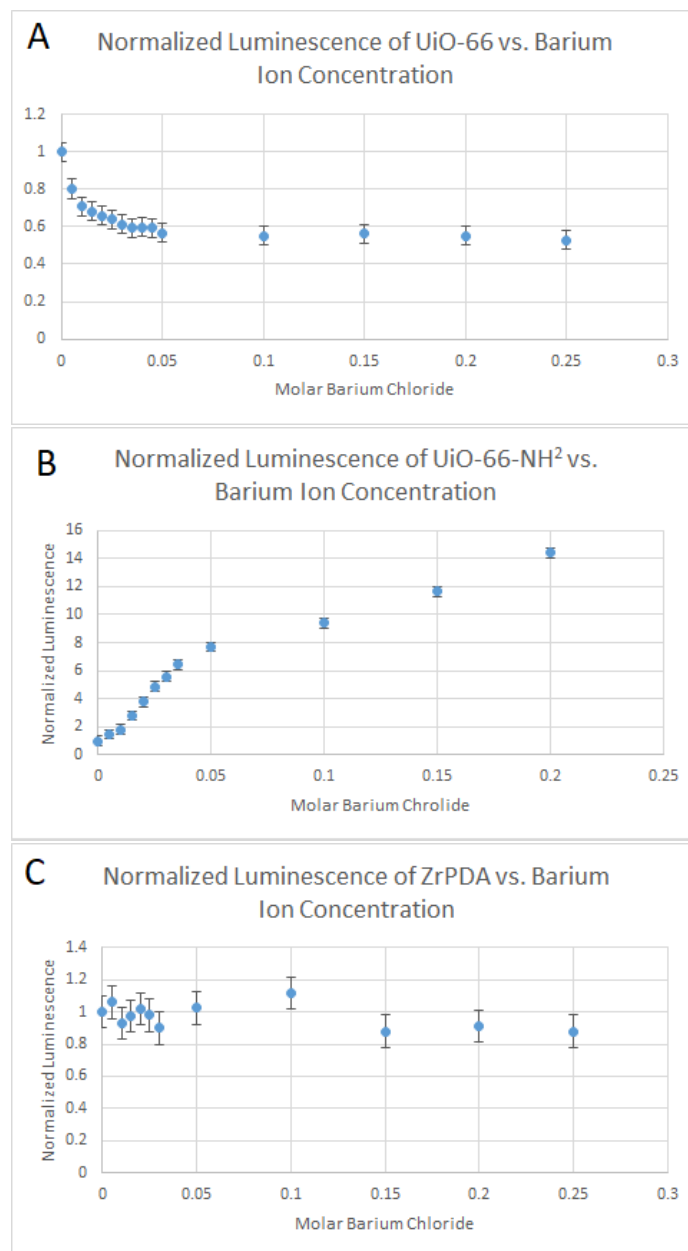 A
Normalized Luminescence of UiO-66 vs. Barium
Ion Concentration
1.2
1
0.8
0.6
0.4
0.2
0
0 0.05 0.1 0.15 0.2 0.25 0.3
Molar Barium Chloride
B
Normalized Luminescence of UiO-66-NH² vs.
Barium Ion Concentration
Normalized Luminescence
16
14
12
10
8
6
4
2
0
0 0.05 0.1 0.15 0.2 0.25
Molar Barium Chrolide
C
Normalized Luminescence of ZrPDA vs. Barium
Ion Concentration
Normalized Luminescence
1.4
1.2
1
0.8
0.6
0.4
0.2
0
0 0.05 0.1 0.15 0.2 0.25 0.3
Molar Barium Chloride